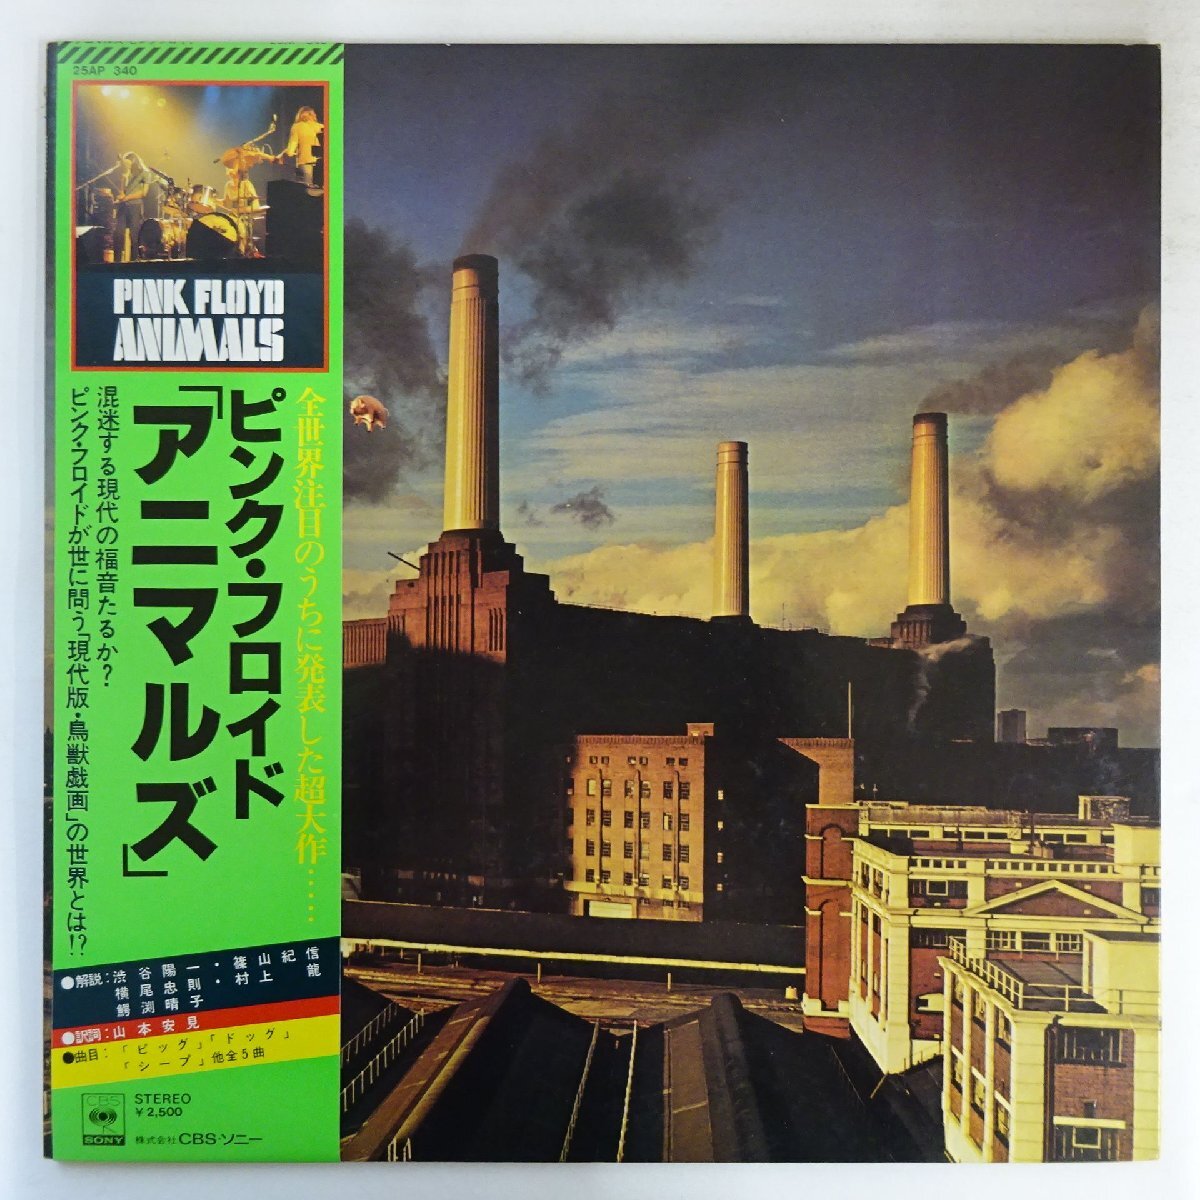 25AP 340
PINK FLOYD
ANIMALS
全世界注目のうちに発表した超大作……
ピンク・フロイド
「アニマルズ」
混迷する現代の福音たるか?
ピンク・フロイドが世に問う「現代版・鳥獣戯画」の世界とは!?
●解説:渋谷陽一・篠山紀信
横尾忠則・村上龍
鰐渕晴子
●訳詞:山本安見
●曲目:「ピッグ」「ドッグ」
「シープ」他全5曲
CBS
SONY
STEREO
¥2,500
株式会社CBS・ソニー